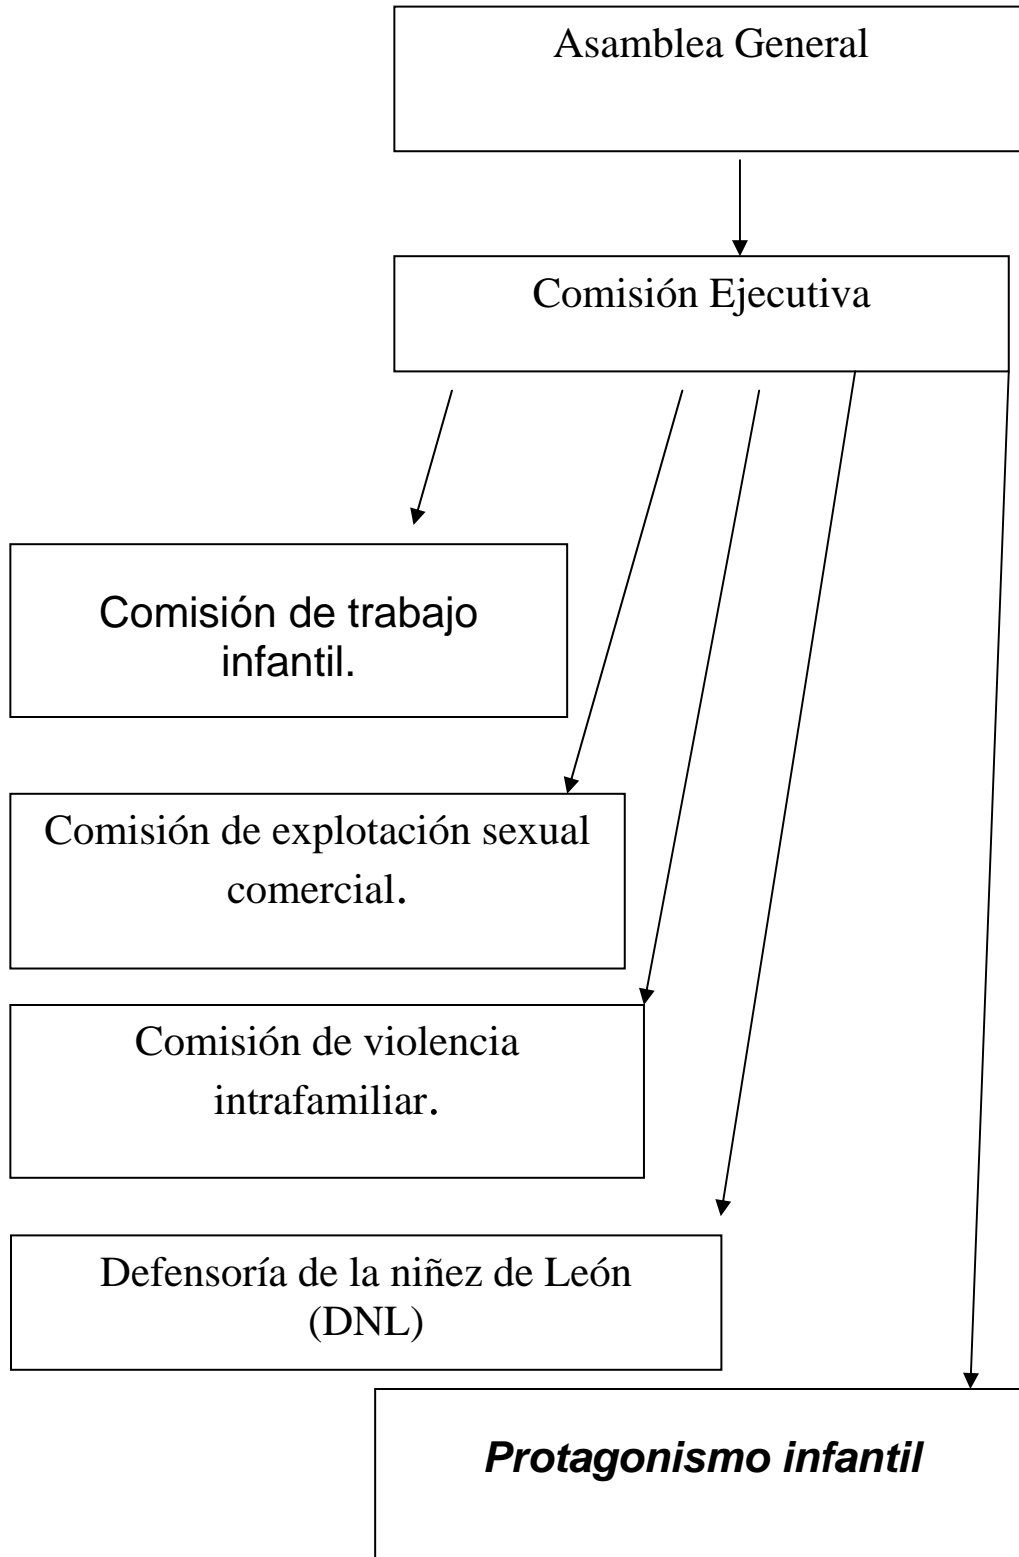 Asamblea General
Comisión Ejecutiva
Comisión de trabajo
infantil.
Comisión de explotación sexual
comercial.
Comisión de violencia
intrafamiliar.
Defensoría de la niñez de León
(DNL)
Protagonismo infantil